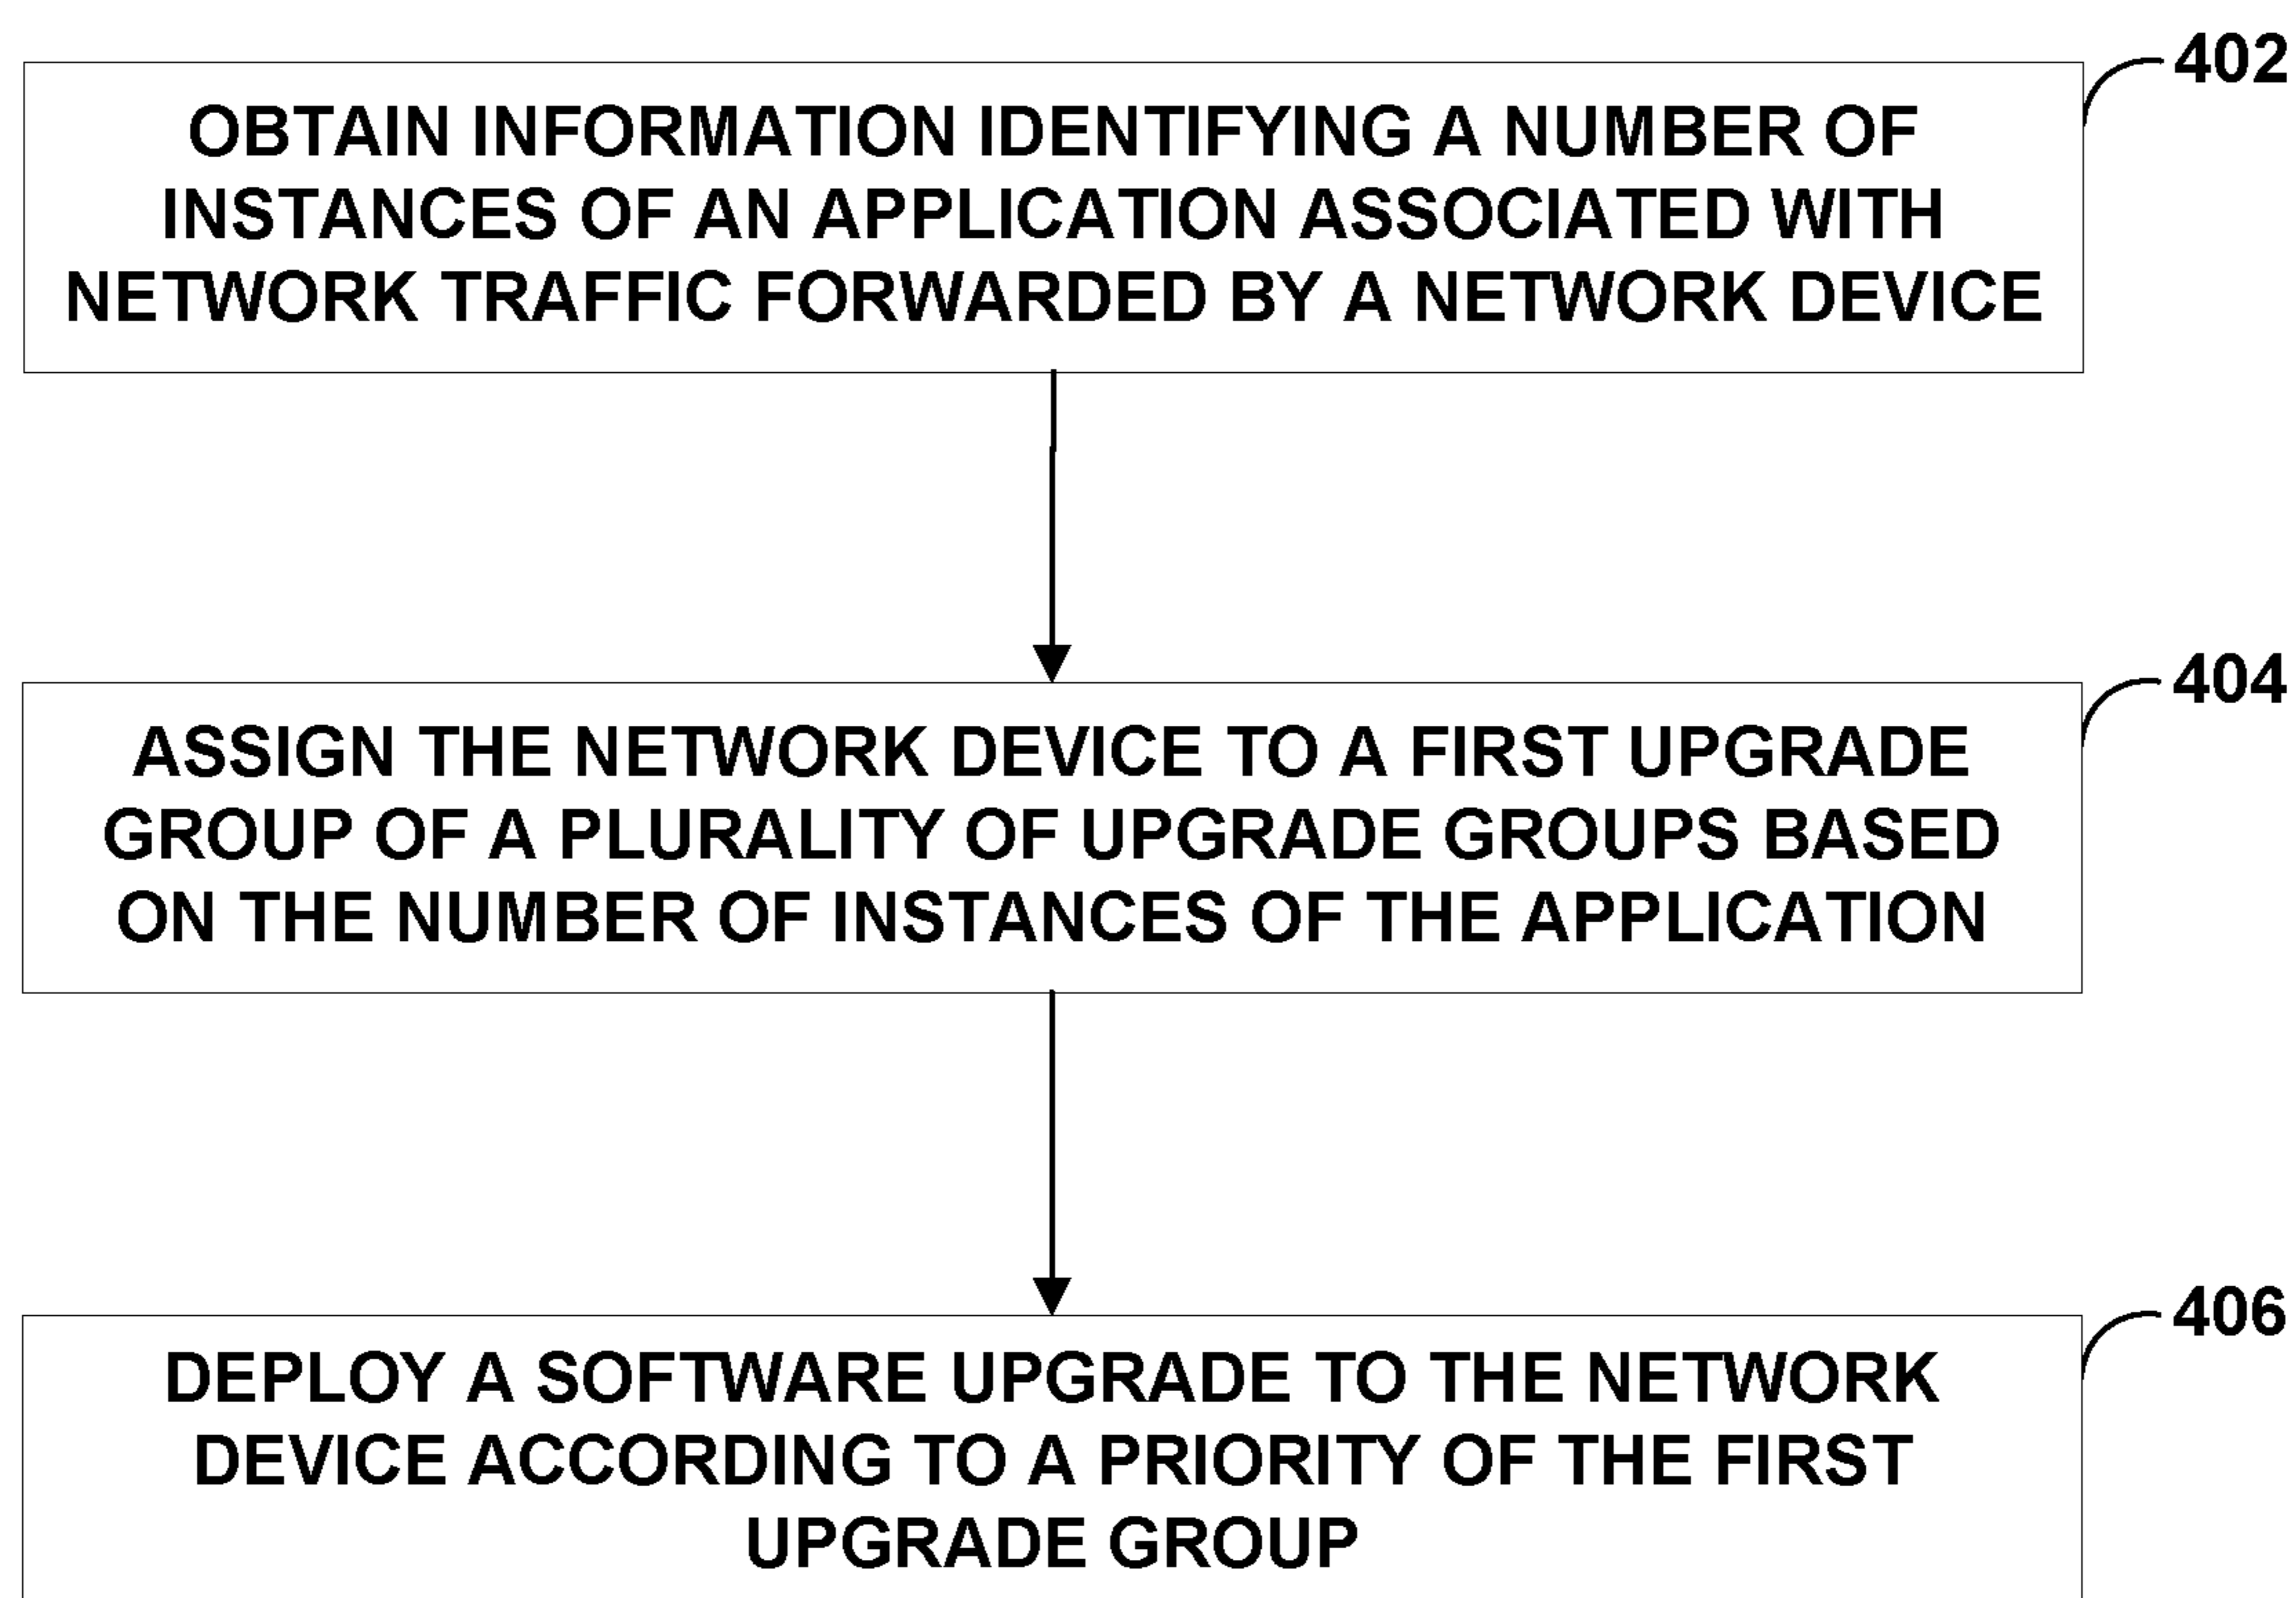 402
OBTAIN INFORMATION IDENTIFYING A NUMBER OF
INSTANCES OF AN APPLICATION ASSOCIATED WITH
NETWORK TRAFFIC FORWARDED BY A NETWORK DEVICE
404
ASSIGN THE NETWORK DEVICE TO A FIRST UPGRADE
GROUP OF A PLURALITY OF UPGRADE GROUPS BASED
ON THE NUMBER OF INSTANCES OF THE APPLICATION
406
DEPLOY A SOFTWARE UPGRADE TO THE NETWORK
DEVICE ACCORDING TO A PRIORITY OF THE FIRST
UPGRADE GROUP